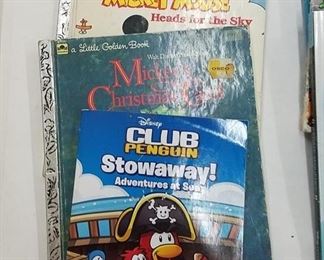 MICKEY MOUSE
Heads for the Sky
a Little Golden Book
Walt Disney
Mickey's
Christmas
OSCO
Disney
CLUB
PENGUIN
Stowaway!
Adventures at Sea